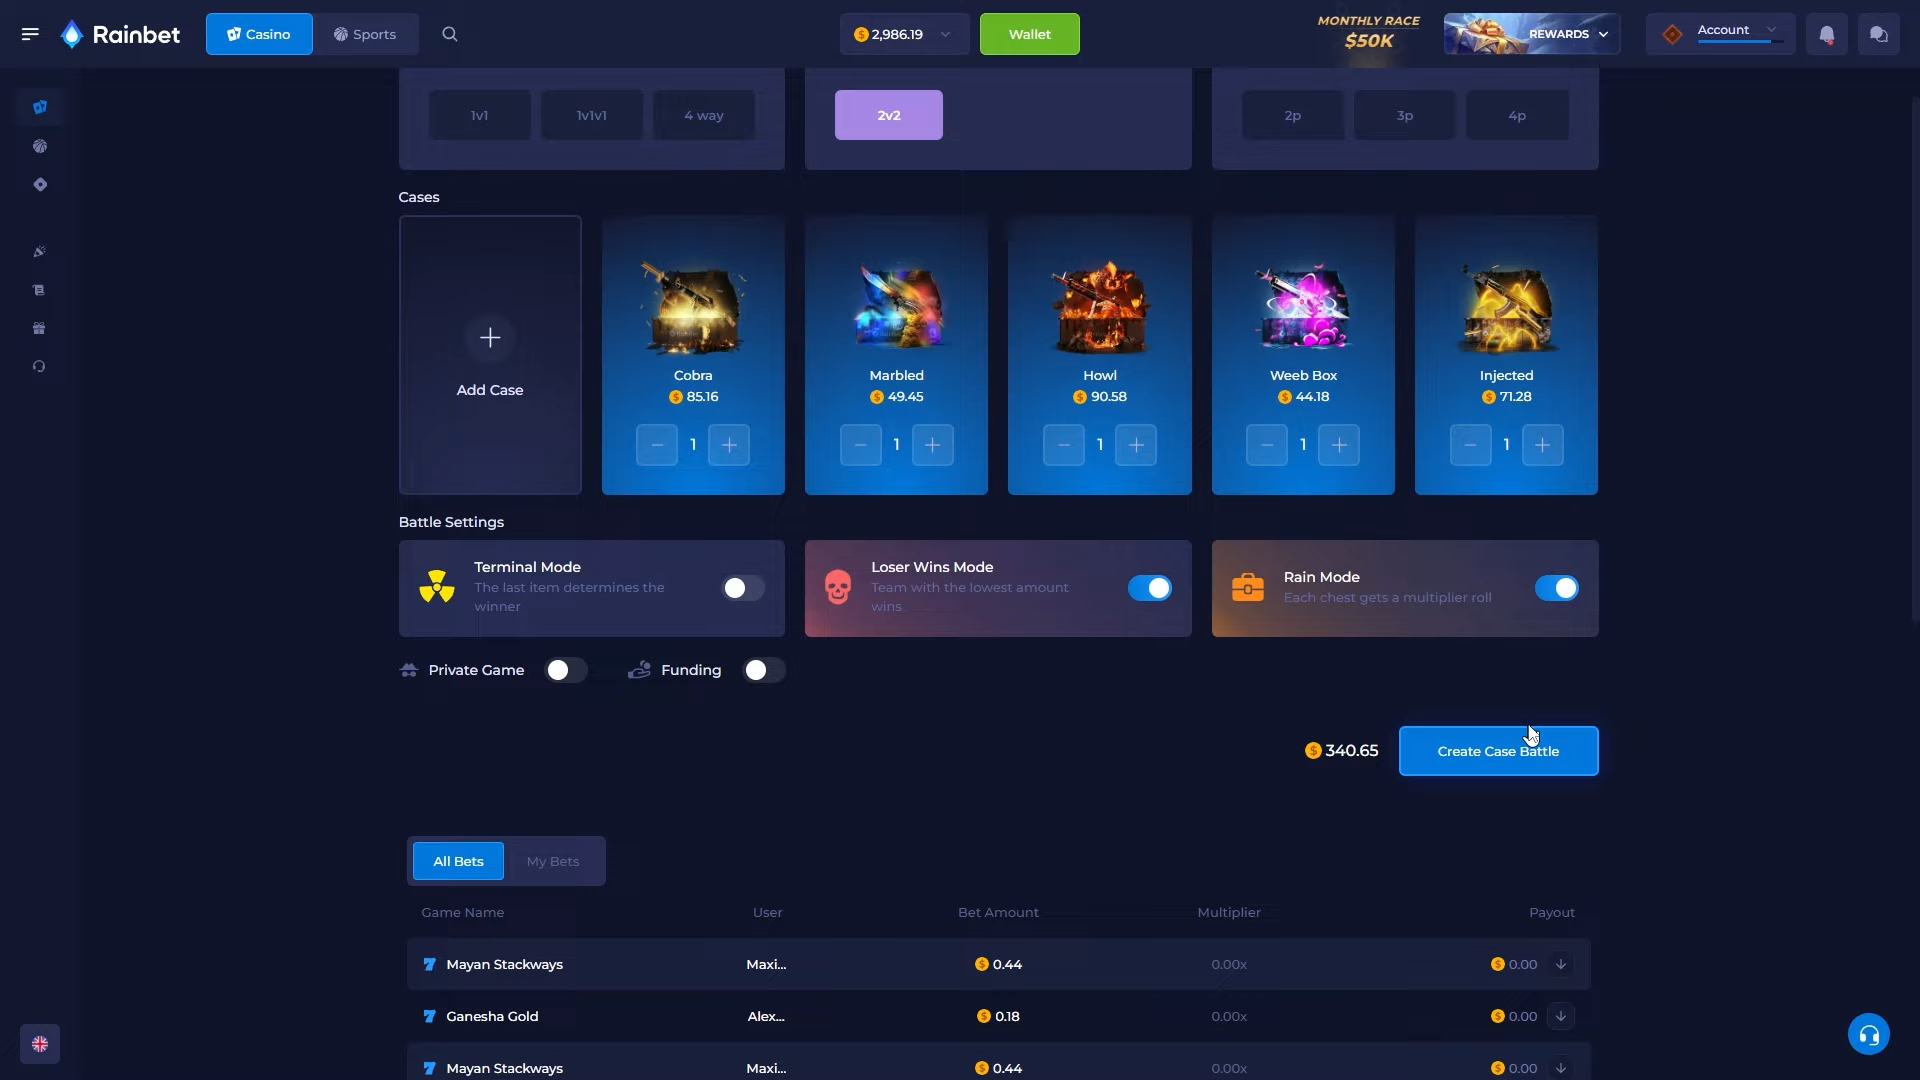 Rainbet
Casino
Sports
2,986.19
Wallet
MONTHLY RACE
$50K
REWARDS
Account
1v1
1v1v1
4 way
2v2
2p
3p
4p
Cases
Add Case
Cobra
85.16
1
Marbled
49.45
1
Howl
90.58
1
Weeb Box
44.18
1
Injected
71.28
1
Battle Settings
Terminal Mode
The last item determines the
winner
Loser Wins Mode
Team with the lowest amount
wins
Rain Mode
Each chest gets a multiplier roll
Private Game
Funding
340.65
Create Case Battle
All Bets
My Bets
Game Name User Bet Amount Multiplier Payout
Mayan Stackways Maxi... 0.44 0.00x 0.00
Ganesha Gold Alex... 0.18 0.00x 0.00
Mayan Stackways Maxi... 0.44 0.00x 0.00